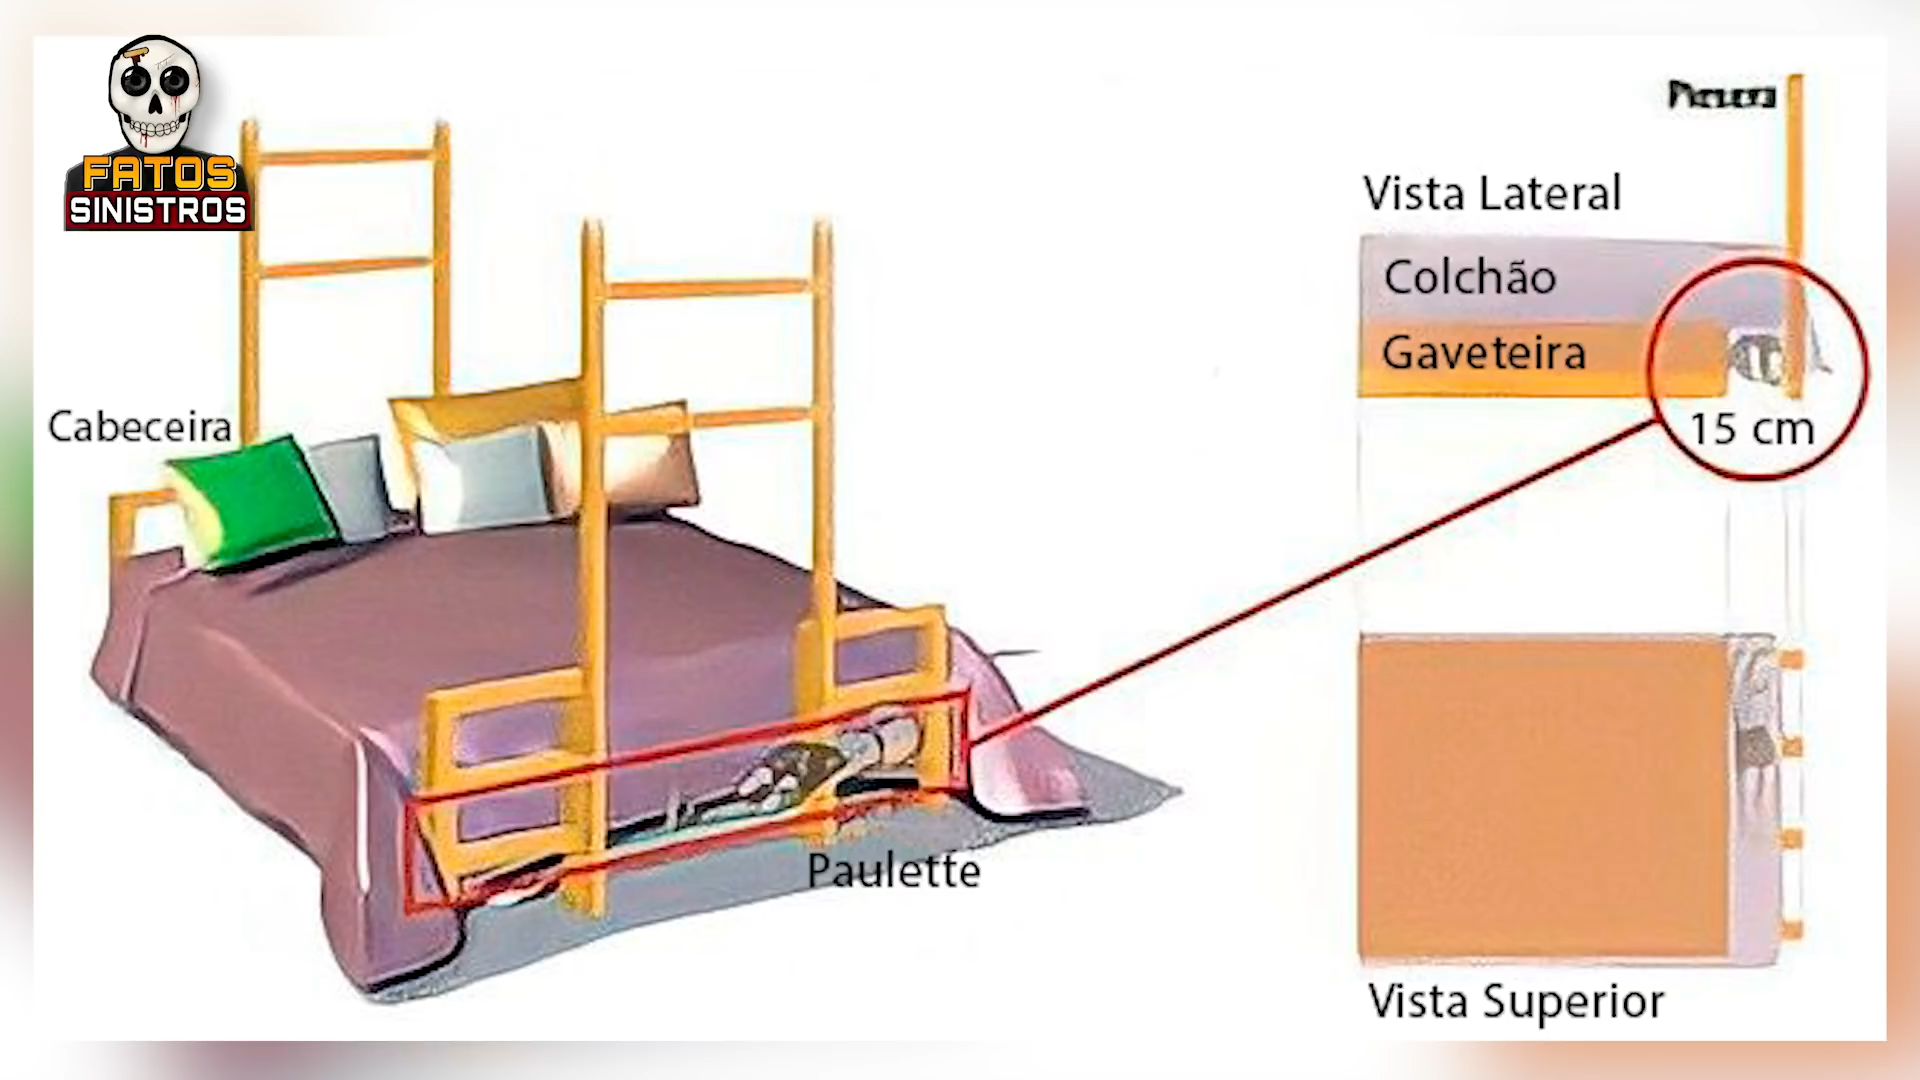 FATOS
SINISTROS
Cabeceira
Paulette
Vista Lateral
Colchão
Gaveteira
15 cm
Vista Superior